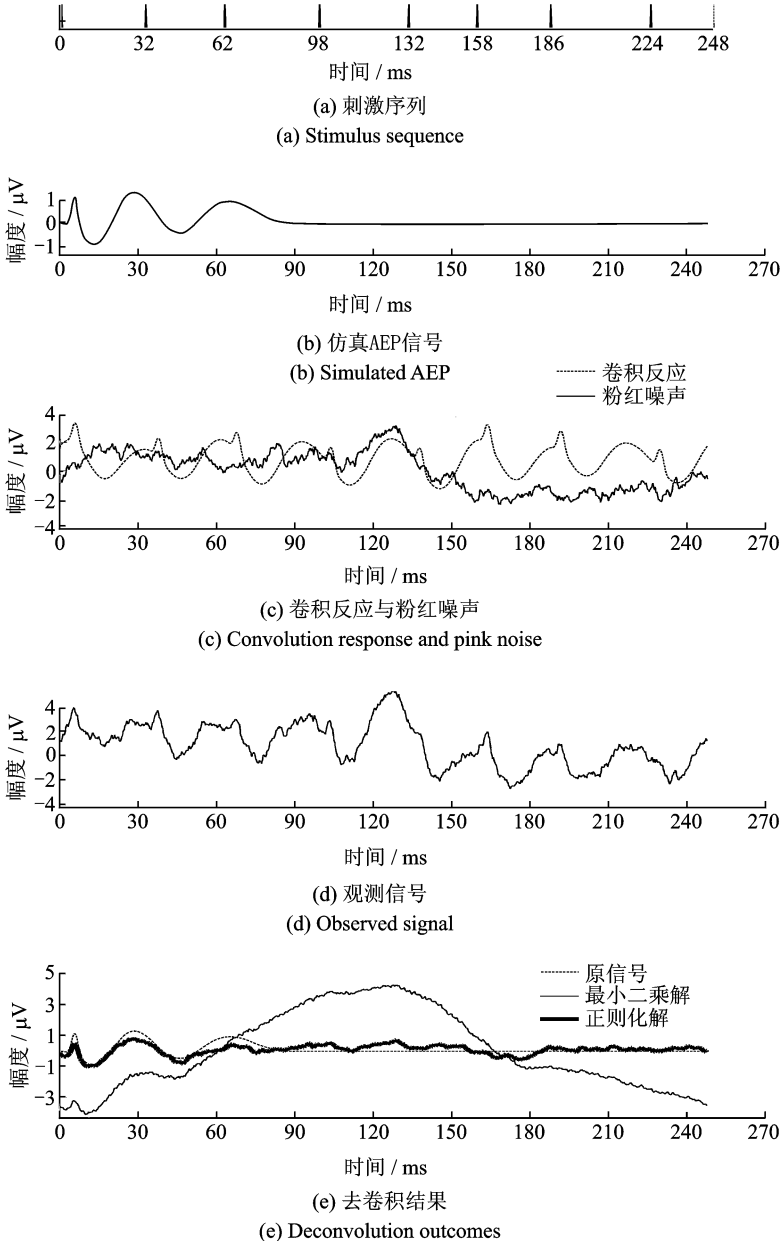 32 62 98 132 158 186 224 248
时间 / ms
(a) 刺激序列
(a) Stimulus sequence
幅度 / μV
1
0
−1
0 30 60 90 120 150 180 210 240 270
时间 / ms
(b) 仿真AEP信号
(b) Simulated AEP
卷积反应
粉红噪声
幅度 / μV
4
2
0
−2
−4
0 30 60 90 120 150 180 210 240 270
时间 / ms
(c) 卷积反应与粉红噪声
(c) Convolution response and pink noise
幅度 / μV
4
2
0
−2
−4
0 30 60 90 120 150 180 210 240 270
时间 / ms
(d) 观测信号
(d) Observed signal
原信号
最小二乘解
正则化解
幅度 / μV
5
3
1
−1
−3
0 30 60 90 120 150 180 210 240 270
时间 / ms
(e) 去卷积结果
(e) Deconvolution outcomes